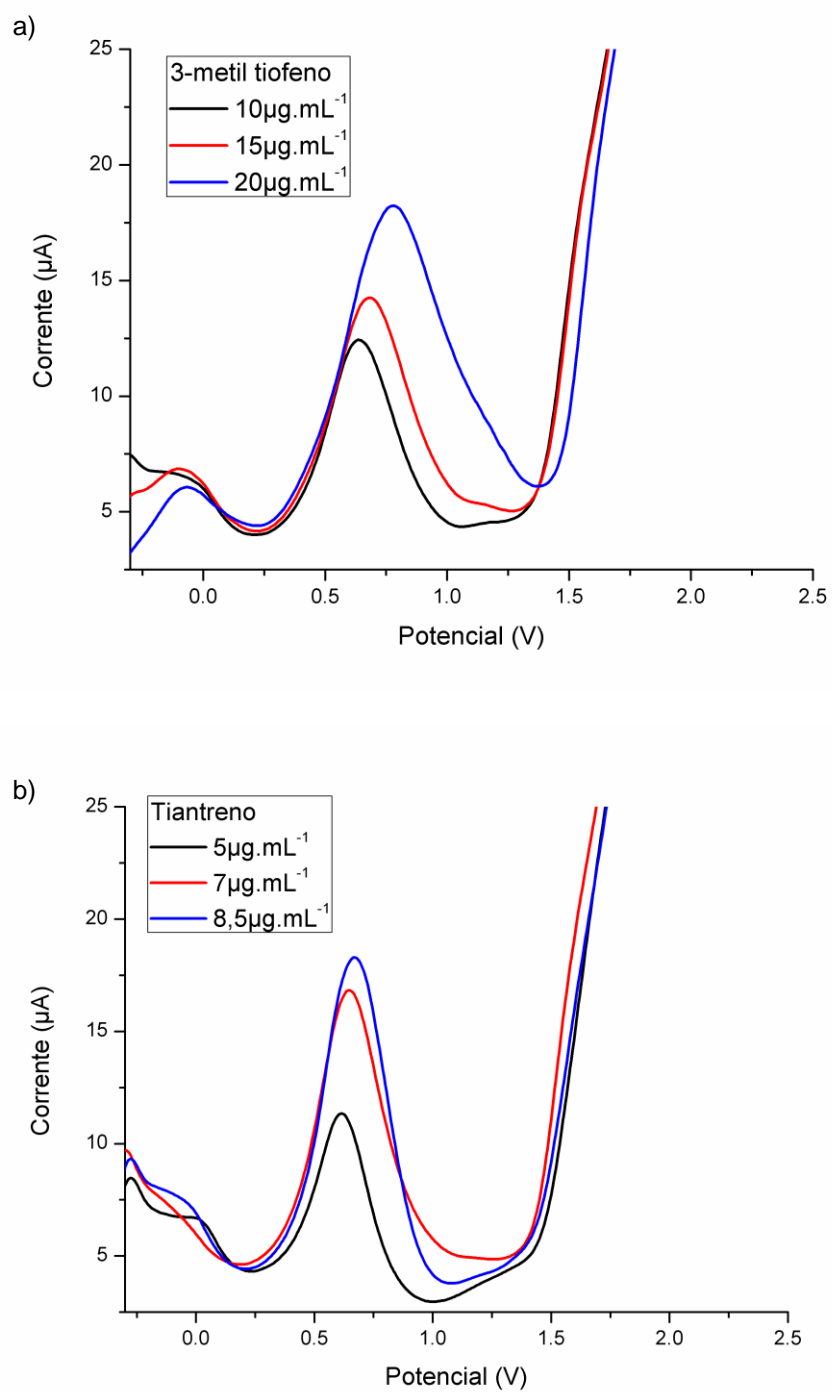 a)
3-metil tiofeno
10µg.mL⁻¹
15µg.mL⁻¹
20µg.mL⁻¹
25
20
15
10
5
Corrente (µA)
0.0 0.5 1.0 1.5 2.0 2.5
Potencial (V)
b)
Tiantreno
5µg.mL⁻¹
7µg.mL⁻¹
8,5µg.mL⁻¹
25
20
15
10
5
Corrente (µA)
0.0 0.5 1.0 1.5 2.0 2.5
Potencial (V)